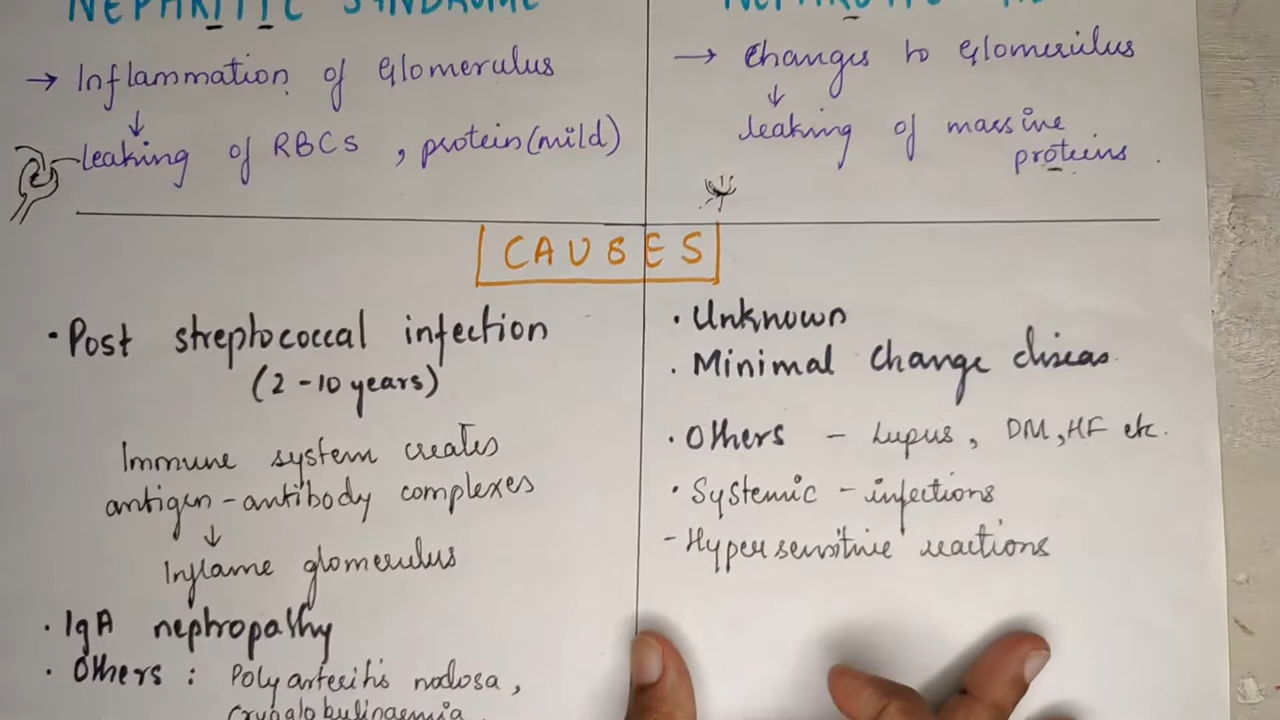 NEPHRITIC SYNDROME
→ Inflammation of Glomerulus
↓
leaking of RBCs, protein (mild)
→ Changes to Glomerulus
↓
leaking of massive
proteins.
CAUSES
• Post streptococcal infection
(2-10 years)
Immune system creates
antigen-antibody complexes
↓
Inflame glomerulus
• IgA nephropathy
• Others : Polyarteritis nodosa,
• Unknown
• Minimal Change diseas
• Others - Lupus, DM, HF etc.
• Systemic - infections
- Hypersensitive reactions